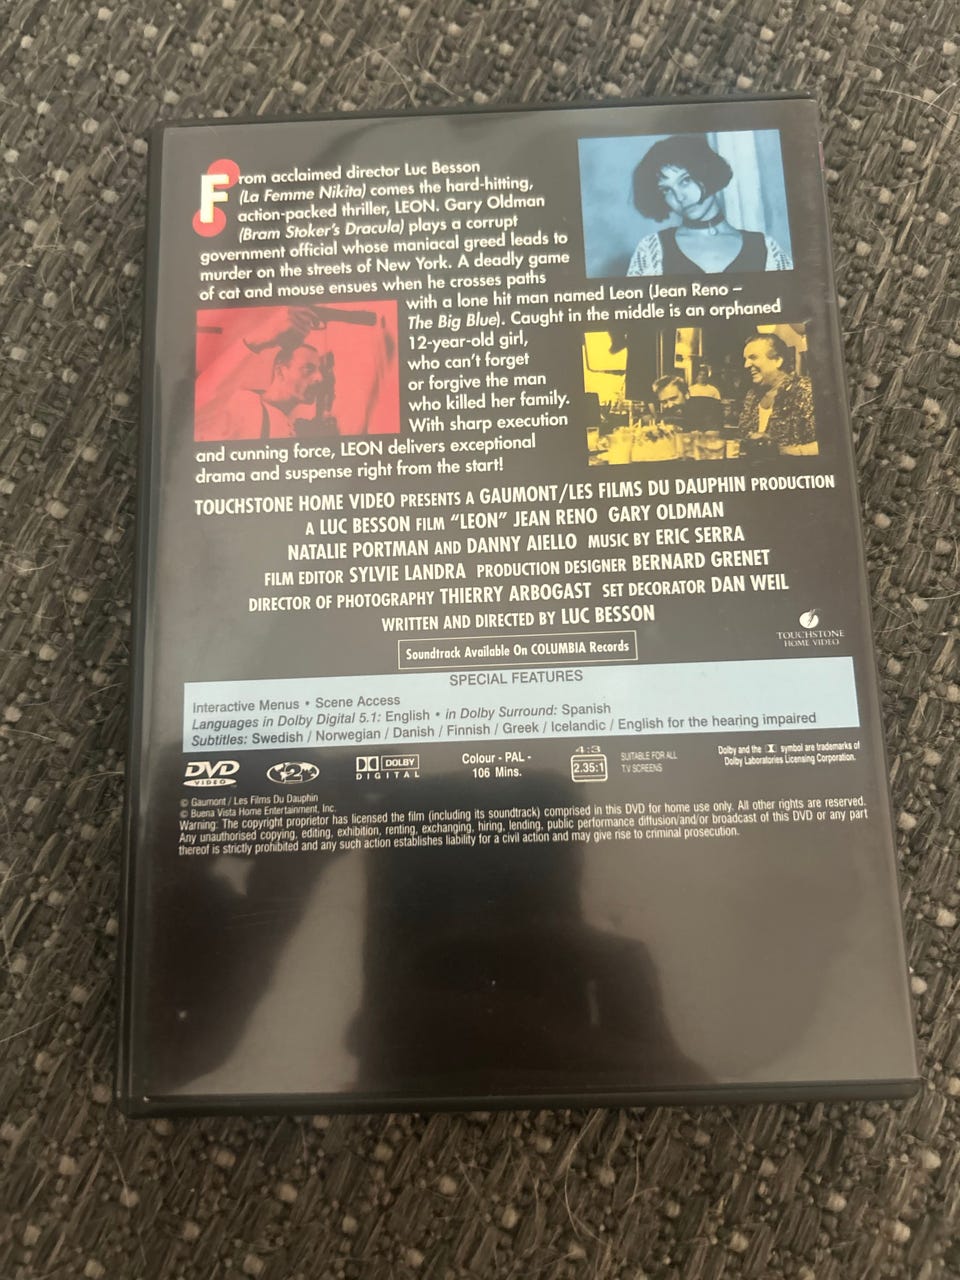 From acclaimed director Luc Besson
(La Femme Nikita) comes the hard-hitting,
action-packed thriller, LEON. Gary Oldman
(Bram Stoker's Dracula) plays a corrupt
government official whose maniacal greed leads to
murder on the streets of New York. A deadly game
of cat and mouse ensues when he crosses paths
with a lone hit man named Leon (Jean Reno –
The Big Blue). Caught in the middle is an orphaned
12-year-old girl,
who can't forget
or forgive the man
who killed her family.
With sharp execution
and cunning force, LEON delivers exceptional
drama and suspense right from the start!
TOUCHSTONE HOME VIDEO PRESENTS A GAUMONT/LES FILMS DU DAUPHIN PRODUCTION
A LUC BESSON FILM "LEON" JEAN RENO GARY OLDMAN
NATALIE PORTMAN AND DANNY AIELLO MUSIC BY ERIC SERRA
FILM EDITOR SYLVIE LANDRA PRODUCTION DESIGNER BERNARD GRENET
DIRECTOR OF PHOTOGRAPHY THIERRY ARBOGAST SET DECORATOR DAN WEIL
WRITTEN AND DIRECTED BY LUC BESSON
TOUCHSTONE
HOME VIDEO
Soundtrack Available On COLUMBIA Records
SPECIAL FEATURES
Interactive Menus • Scene Access
Languages in Dolby Digital 5.1: English • in Dolby Surround: Spanish
Subtitles: Swedish / Norwegian / Danish / Finnish / Greek / Icelandic / English for the hearing impaired
DVD
VIDEO
2
DOLBY
DIGITAL
Colour - PAL -
106 Mins.
4:3
2.35:1
SUITABLE FOR ALL
TV SCREENS
Dolby and the symbol are trademarks of
Dolby Laboratories Licensing Corporation.
© Gaumont / Les Films Du Dauphin
© Buena Vista Home Entertainment, Inc.
Warning: The copyright proprietor has licensed the film (including its soundtrack) comprised in this DVD for home use only. All other rights are reserved.
Any unauthorised copying, editing, exhibition, renting, exchanging, hiring, lending, public performance diffusion/and/or broadcast of this DVD or any part
thereof is strictly prohibited and any such action establishes liability for a civil action and may give rise to criminal prosecution.